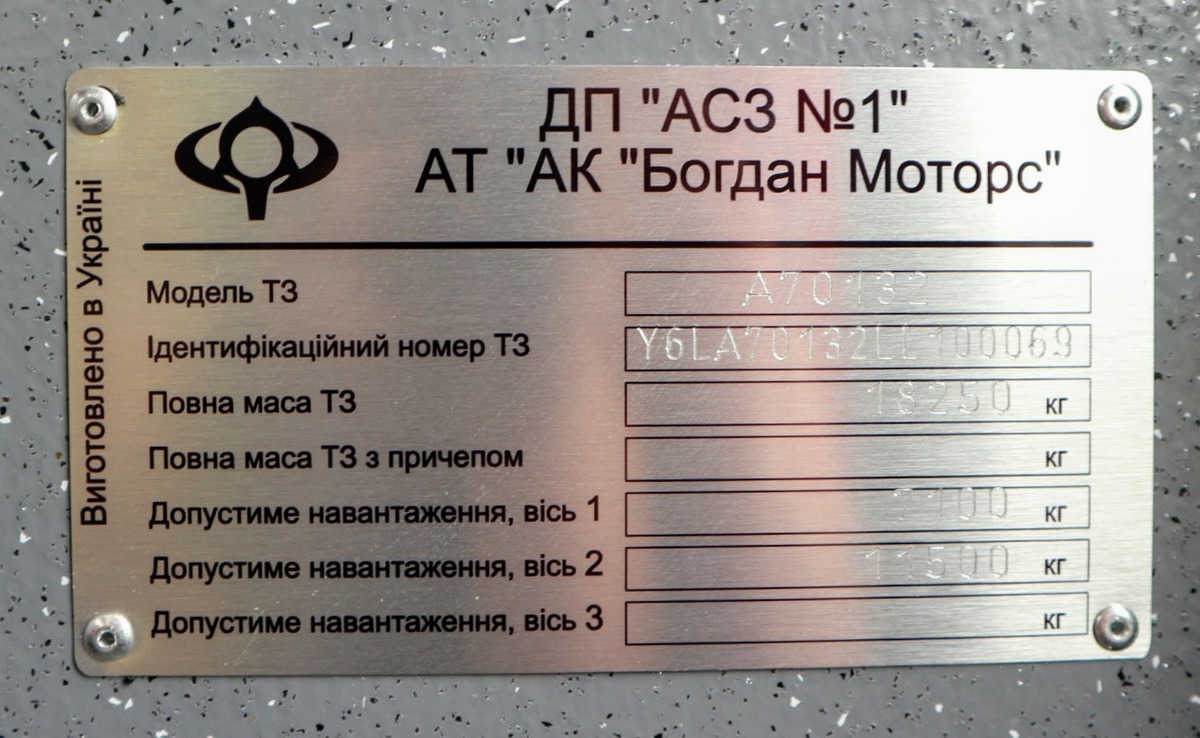 ДП "АСЗ №1"
АТ "АК "Богдан Моторс"
Виготовлено в Україні
Модель ТЗ A70132
Ідентифікаційний номер ТЗ Y6LA70132LL100069
Повна маса ТЗ 18250 кг
Повна маса ТЗ з причепом кг
Допустиме навантаження, вісь 1 кг
Допустиме навантаження, вісь 2 11500 кг
Допустиме навантаження, вісь 3 кг